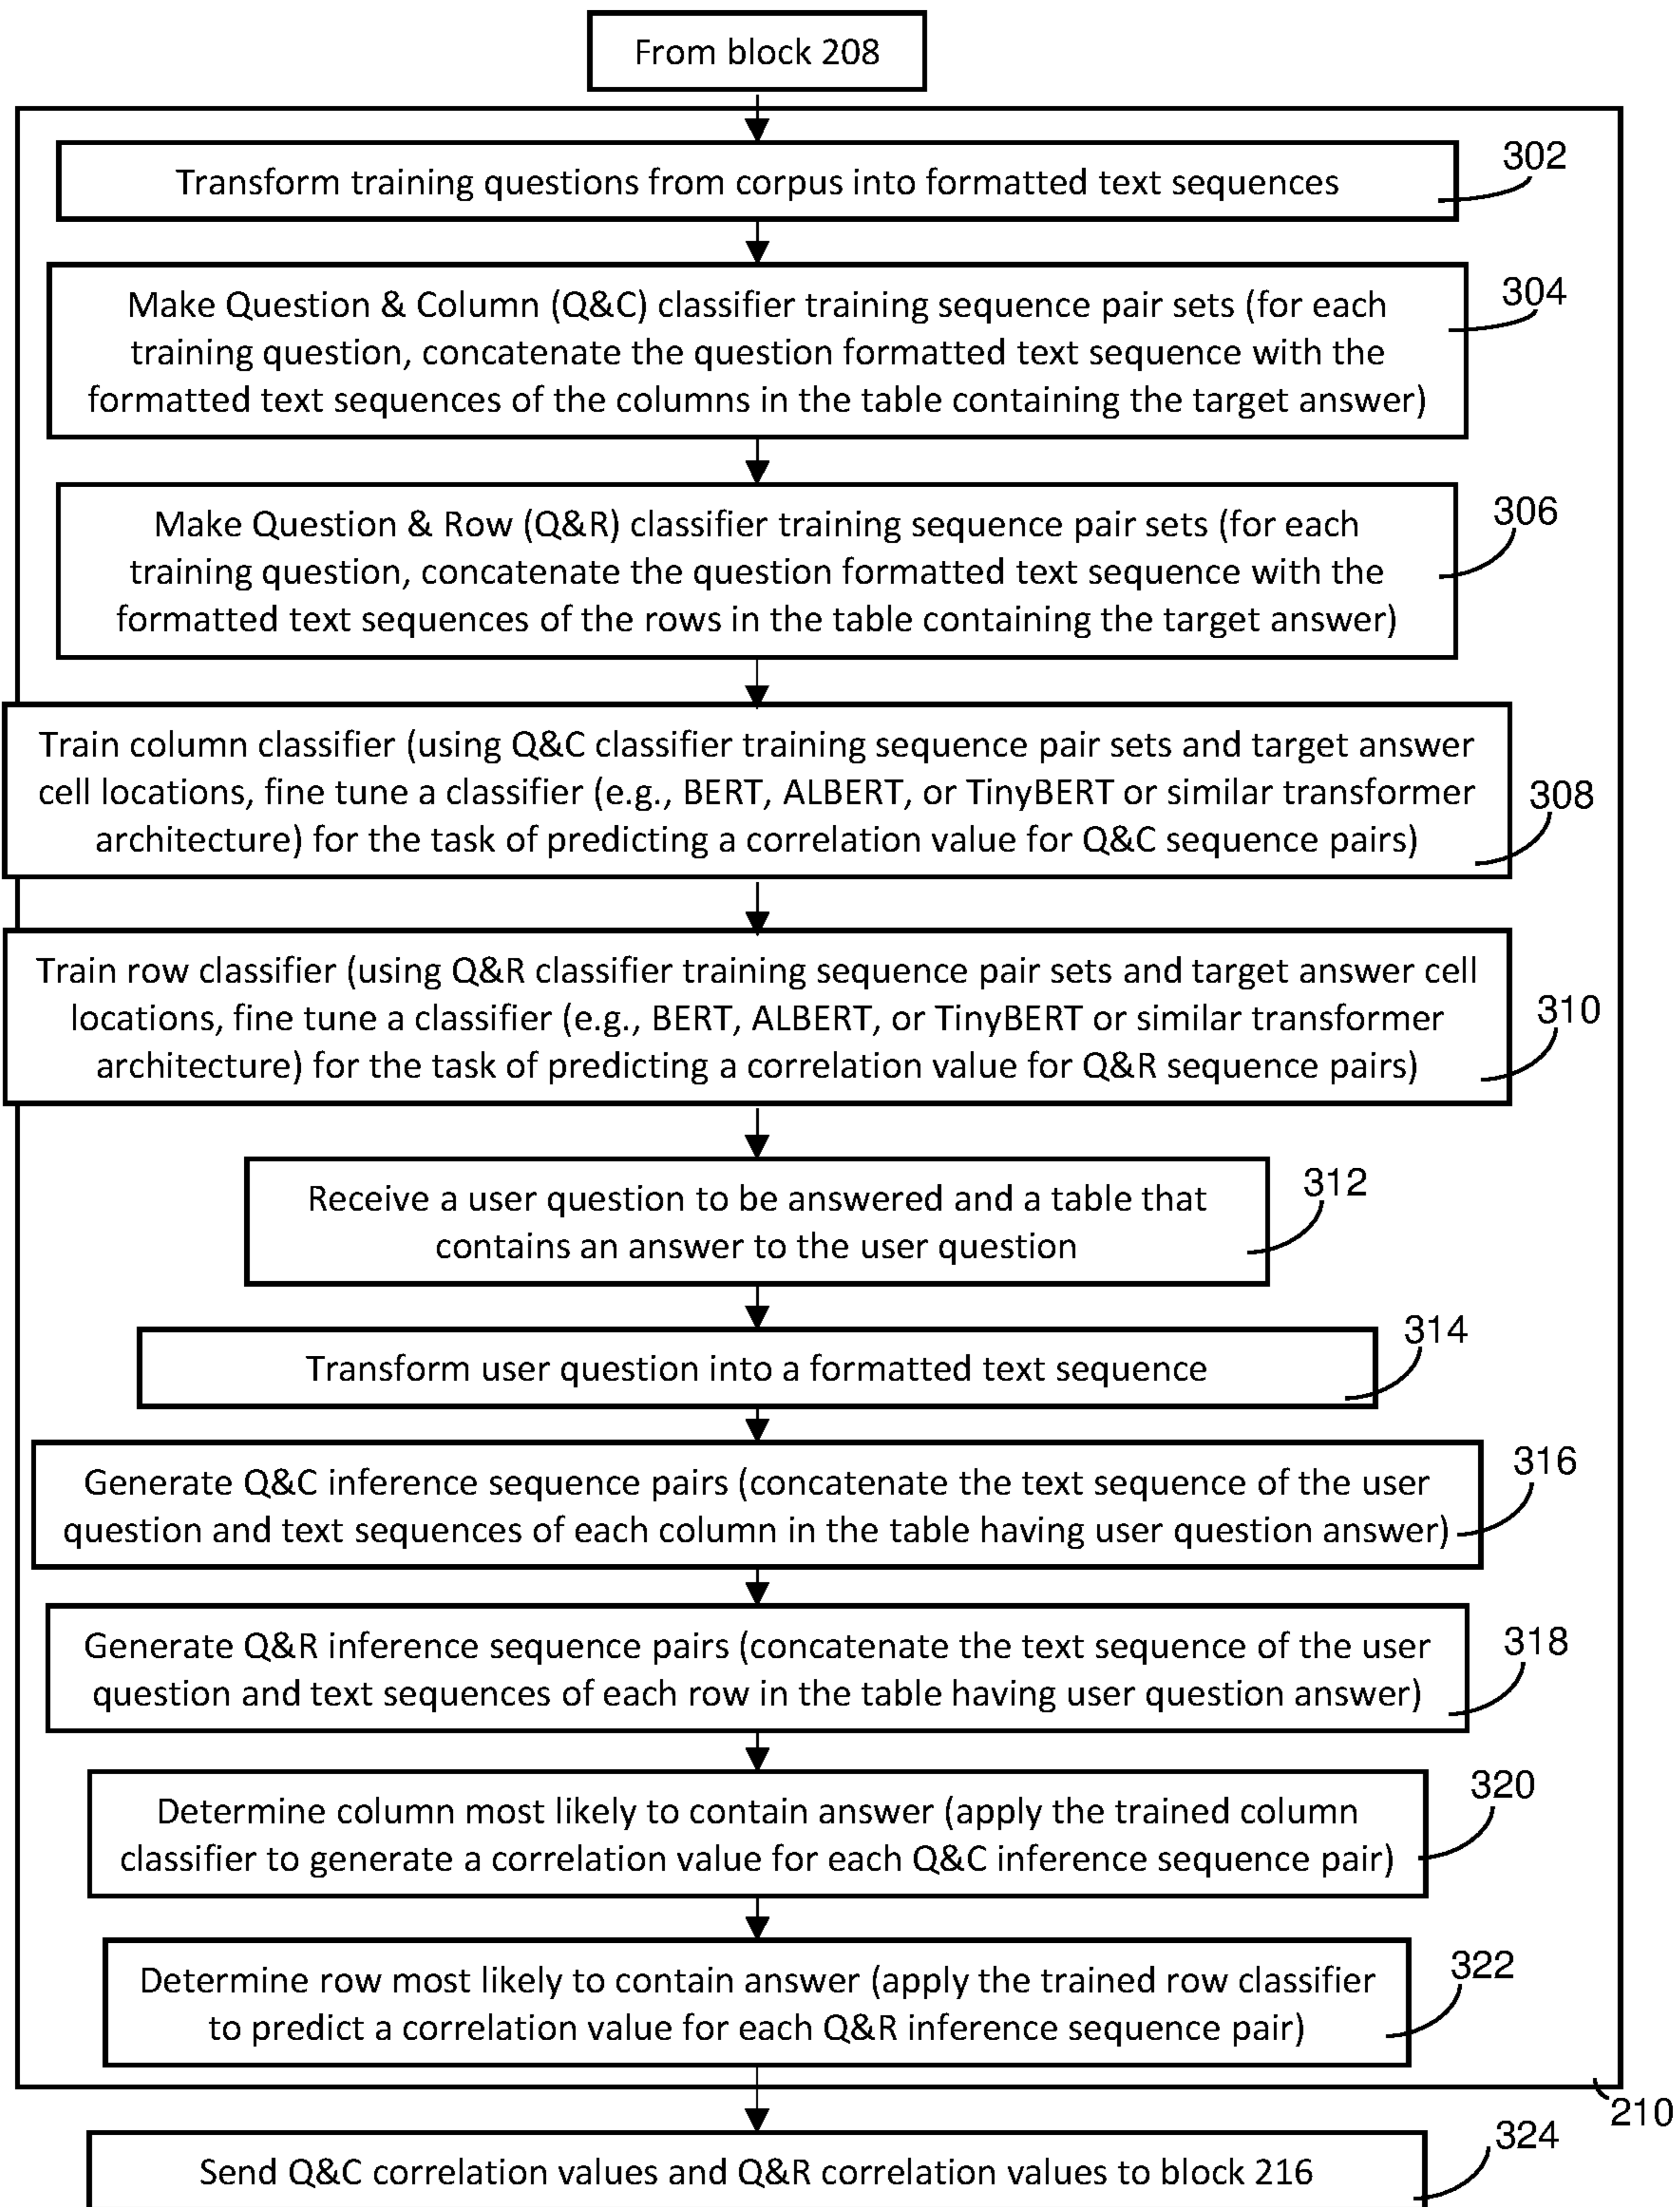 From block 208
Transform training questions from corpus into formatted text sequences
302
Make Question & Column (Q&C) classifier training sequence pair sets (for each
training question, concatenate the question formatted text sequence with the
formatted text sequences of the columns in the table containing the target answer)
304
Make Question & Row (Q&R) classifier training sequence pair sets (for each
training question, concatenate the question formatted text sequence with the
formatted text sequences of the rows in the table containing the target answer)
306
Train column classifier (using Q&C classifier training sequence pair sets and target answer
cell locations, fine tune a classifier (e.g., BERT, ALBERT, or TinyBERT or similar transformer
architecture) for the task of predicting a correlation value for Q&C sequence pairs)
308
Train row classifier (using Q&R classifier training sequence pair sets and target answer cell
locations, fine tune a classifier (e.g., BERT, ALBERT, or TinyBERT or similar transformer
architecture) for the task of predicting a correlation value for Q&R sequence pairs)
310
Receive a user question to be answered and a table that
contains an answer to the user question
312
Transform user question into a formatted text sequence
314
Generate Q&C inference sequence pairs (concatenate the text sequence of the user
question and text sequences of each column in the table having user question answer)
316
Generate Q&R inference sequence pairs (concatenate the text sequence of the user
question and text sequences of each row in the table having user question answer)
318
Determine column most likely to contain answer (apply the trained column
classifier to generate a correlation value for each Q&C inference sequence pair)
320
Determine row most likely to contain answer (apply the trained row classifier
to predict a correlation value for each Q&R inference sequence pair)
322
210
Send Q&C correlation values and Q&R correlation values to block 216
324